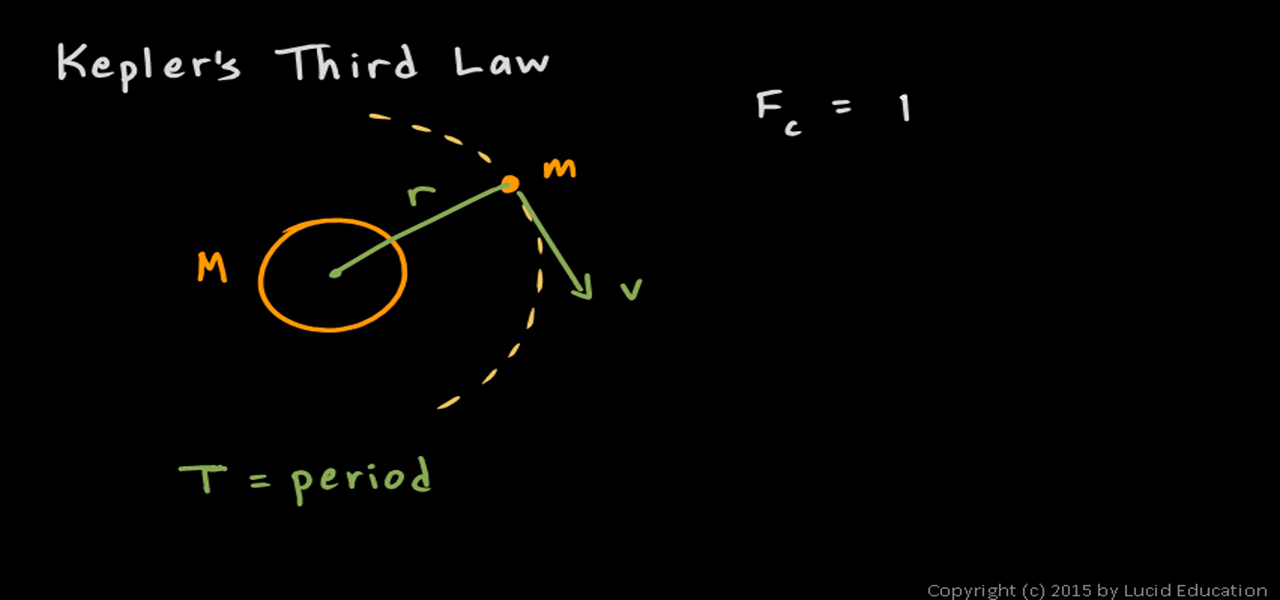 Kepler's Third Law
F_c = 1
m
r
M
v
T = period
Copyright (c) 2015 by Lucid Education